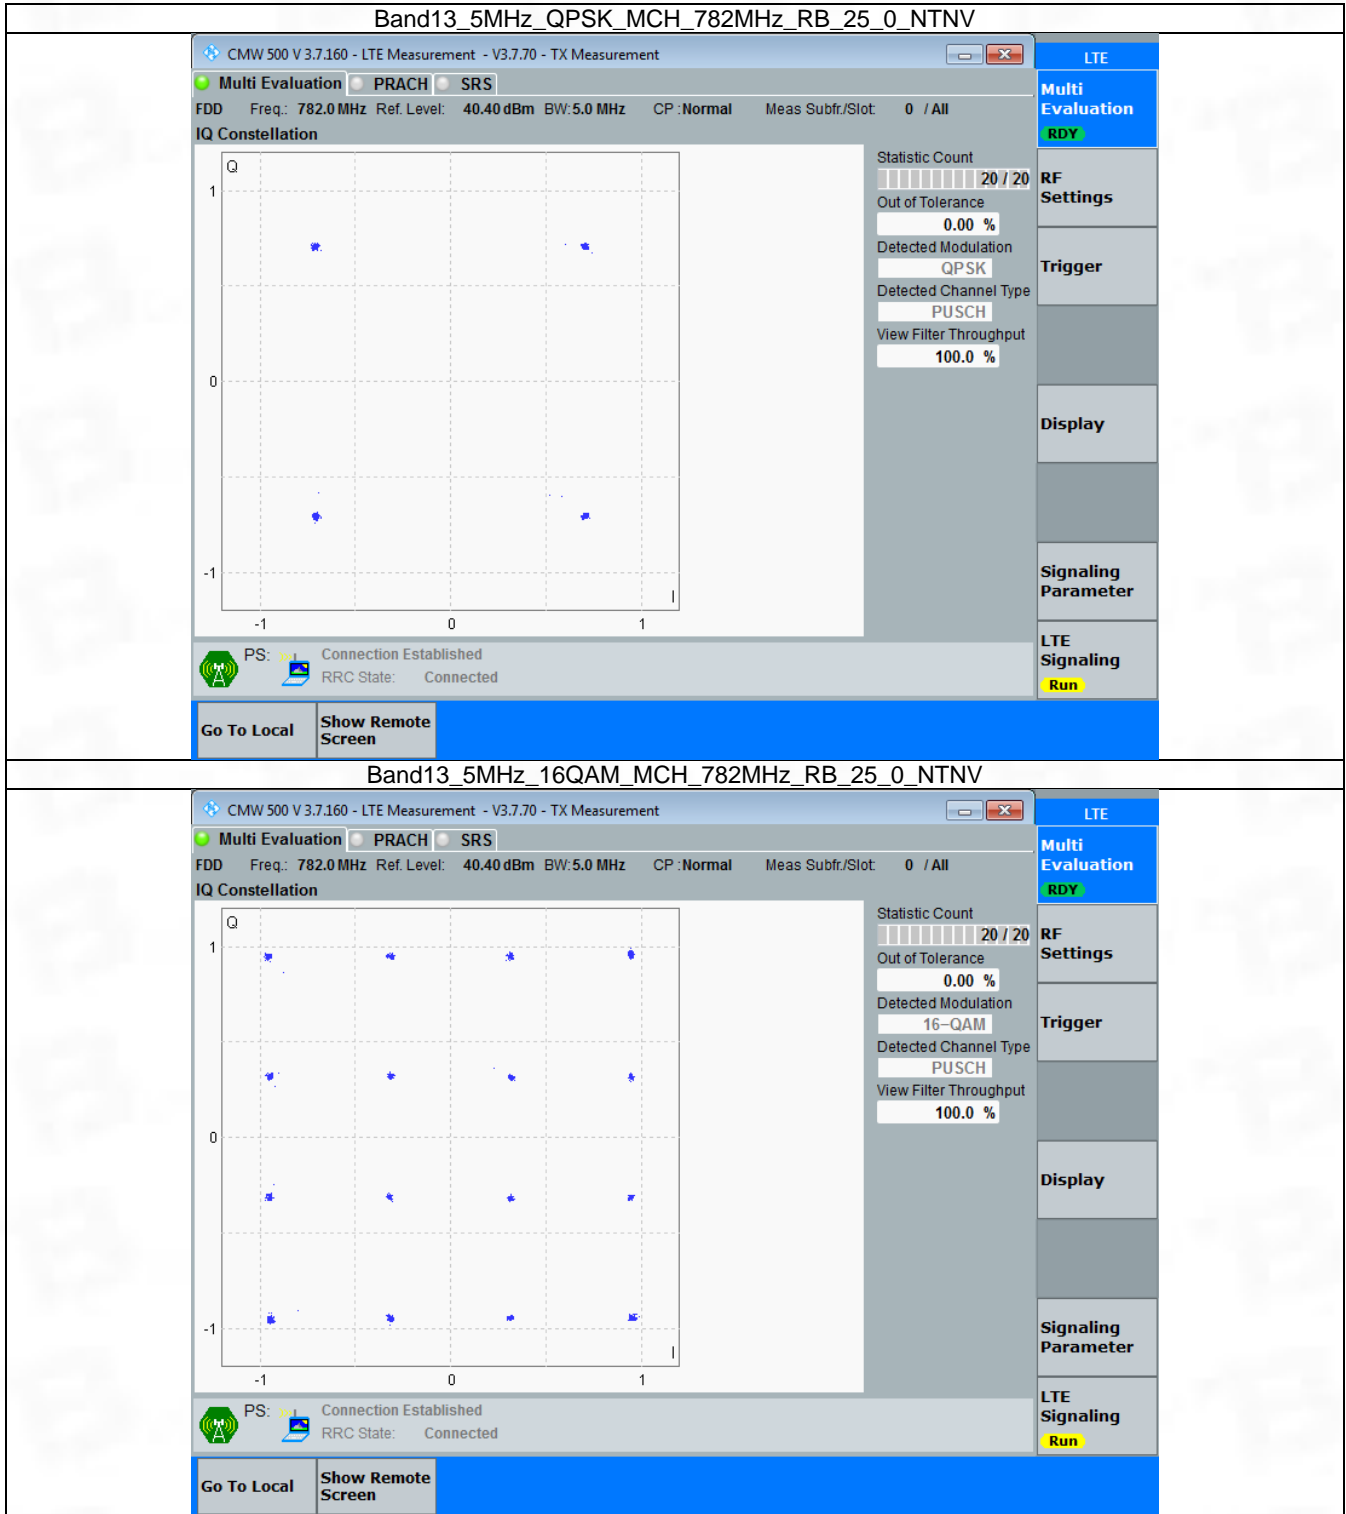 Band13_5MHz_QPSK_MCH_782MHz_RB_25_0_NTNV
CMW 500 V 3.7.160 - LTE Measurement - V3.7.70 - TX Measurement
LTE
Multi Evaluation PRACH SRS
Multi
Evaluation
RDY
FDD Freq.: 782.0 MHz Ref. Level: 40.40 dBm BW: 5.0 MHz CP : Normal Meas Subfr./Slot: 0 / All
IQ Constellation
Q
1
0
-1
I
-1 0 1
Statistic Count
20 / 20
Out of Tolerance
0.00 %
Detected Modulation
QPSK
Detected Channel Type
PUSCH
View Filter Throughput
100.0 %
RF
Settings
Trigger
Display
Signaling
Parameter
LTE
Signaling
Run
PS: Connection Established
RRC State: Connected
Go To Local
Show Remote
Screen
Band13_5MHz_16QAM_MCH_782MHz_RB_25_0_NTNV
CMW 500 V 3.7.160 - LTE Measurement - V3.7.70 - TX Measurement
LTE
Multi Evaluation PRACH SRS
Multi
Evaluation
RDY
FDD Freq.: 782.0 MHz Ref. Level: 40.40 dBm BW: 5.0 MHz CP : Normal Meas Subfr./Slot: 0 / All
IQ Constellation
Q
1
0
-1
I
-1 0 1
Statistic Count
20 / 20
Out of Tolerance
0.00 %
Detected Modulation
16-QAM
Detected Channel Type
PUSCH
View Filter Throughput
100.0 %
RF
Settings
Trigger
Display
Signaling
Parameter
LTE
Signaling
Run
PS: Connection Established
RRC State: Connected
Go To Local
Show Remote
Screen